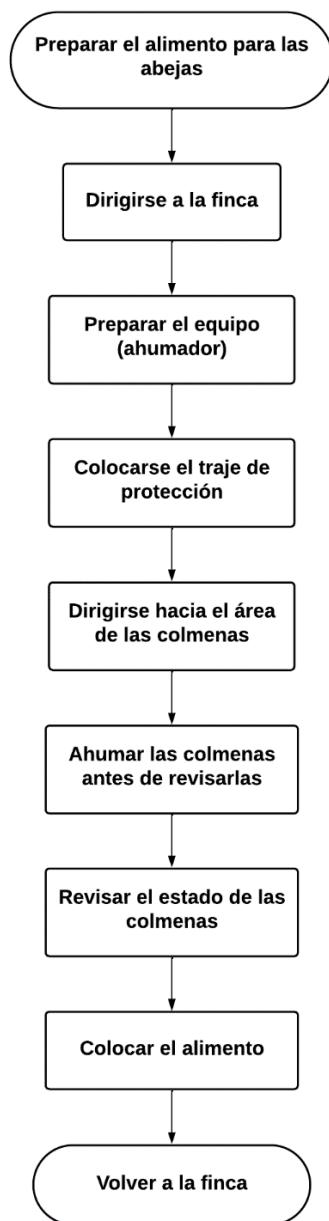 Preparar el alimento para las
abejas
Dirigirse a la finca
Preparar el equipo
(ahumador)
Colocarse el traje de
protección
Dirigirse hacia el área
de las colmenas
Ahumar las colmenas
antes de revisarlas
Revisar el estado de las
colmenas
Colocar el alimento
Volver a la finca